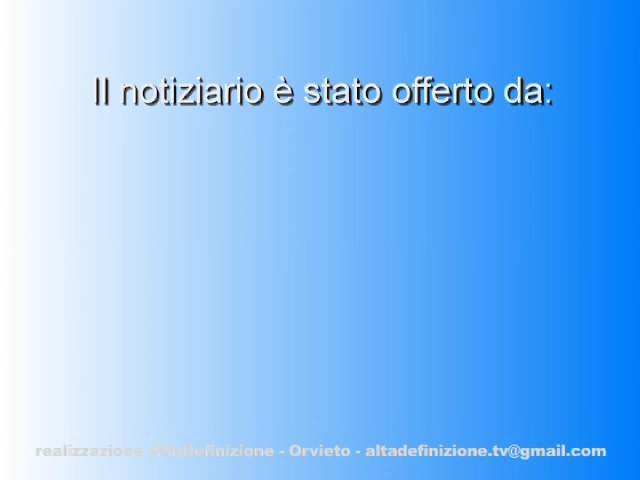 Il notiziario è stato offerto da:
realizzazione AltaDefinizione - Orvieto - altadefinizione.tv@gmail.com